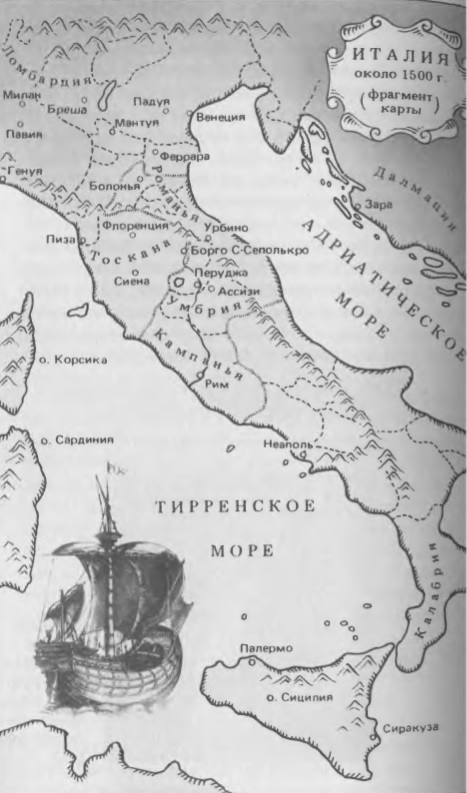 ИТАЛИЯ
около 1500 г.
(фрагмент
карты)
Ломбардия
Милан
Бреша
Падуя
Венеция
Павия
Мантуя
Феррара
Генуя
Болонья
Романья
Далмация
Зара
Пиза
Флоренция
Урбино
Борго С-Сеполькро
Тоскана
Перуджа
Сиена
Ассизи
Умбрия
АДРИАТИЧЕСКОЕ
МОРЕ
Кампанья
Рим
о. Корсика
о. Сардиния
Неаполь
ТИРРЕНСКОЕ
МОРЕ
Калабрия
Палермо
о. Сицилия
Сиракуза